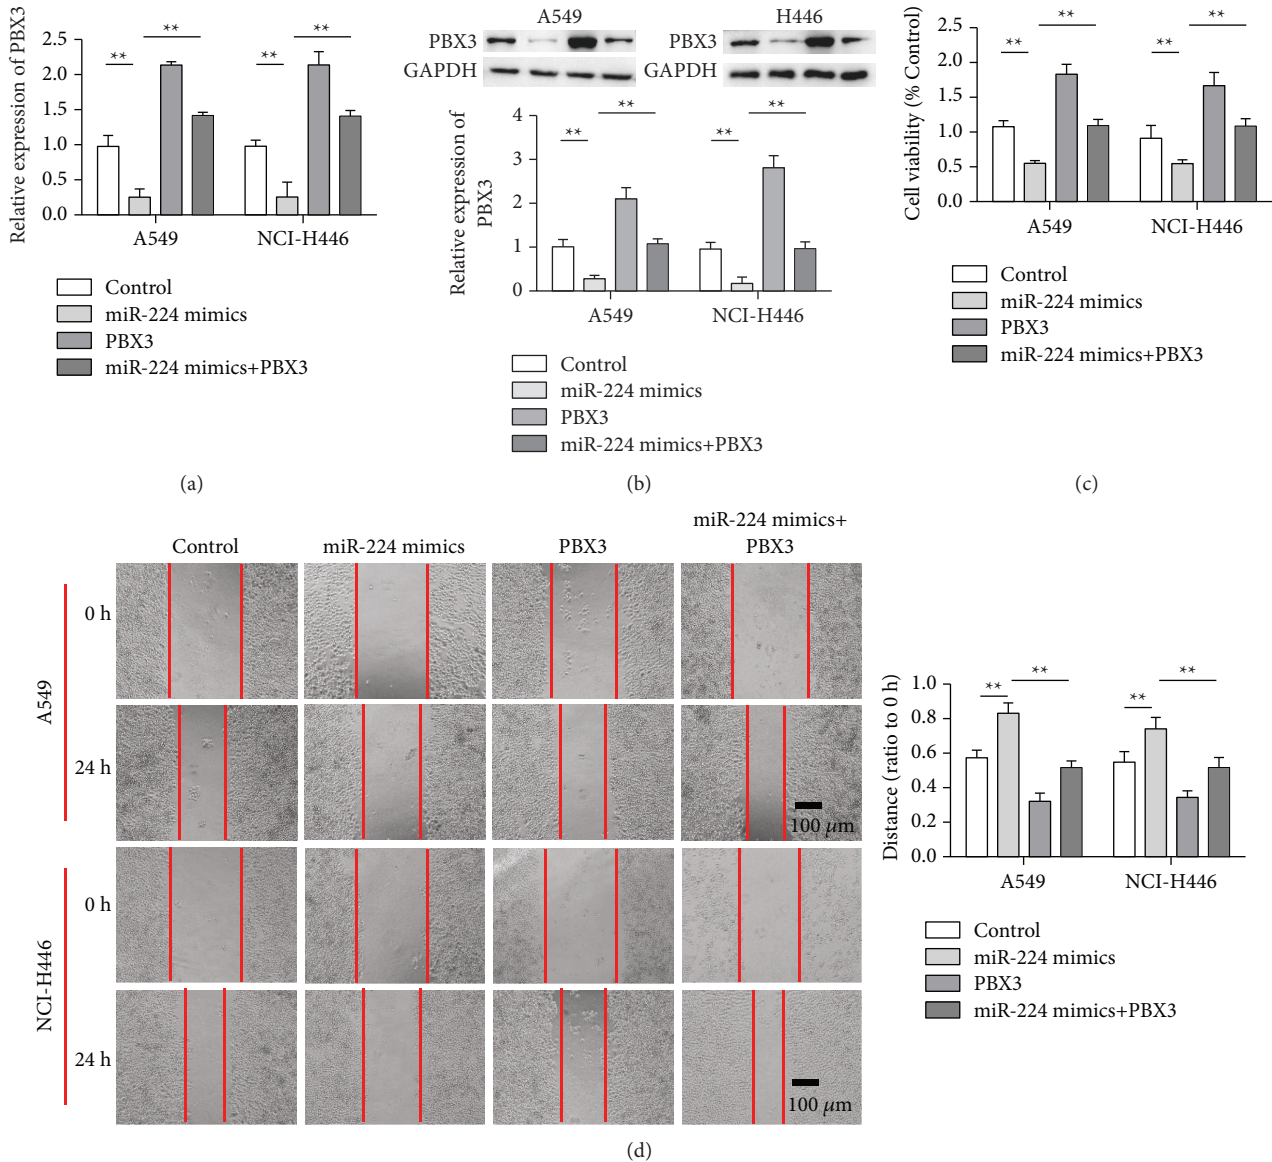 Relative expression of PBX3
2.5
2.0
1.5
1.0
0.5
0.0
**
**
**
**
A549
NCI-H446
Control
miR-224 mimics
PBX3
miR-224 mimics+PBX3
(a)
A549
H446
PBX3
GAPDH
PBX3
GAPDH
Relative expression of
PBX3
4
3
2
1
0
**
**
**
**
A549
NCI-H446
Control
miR-224 mimics
PBX3
miR-224 mimics+PBX3
(b)
Cell viability (% Control)
2.5
2.0
1.5
1.0
0.5
0.0
**
**
**
**
A549
NCI-H446
Control
miR-224 mimics
PBX3
miR-224 mimics+PBX3
(c)
Control
miR-224 mimics
PBX3
miR-224 mimics+
PBX3
A549
0 h
24 h
100 μm
NCI-H446
0 h
24 h
100 μm
Distance (ratio to 0 h)
1.0
0.8
0.6
0.4
0.2
0.0
**
**
**
**
A549
NCI-H446
Control
miR-224 mimics
PBX3
miR-224 mimics+PBX3
(d)